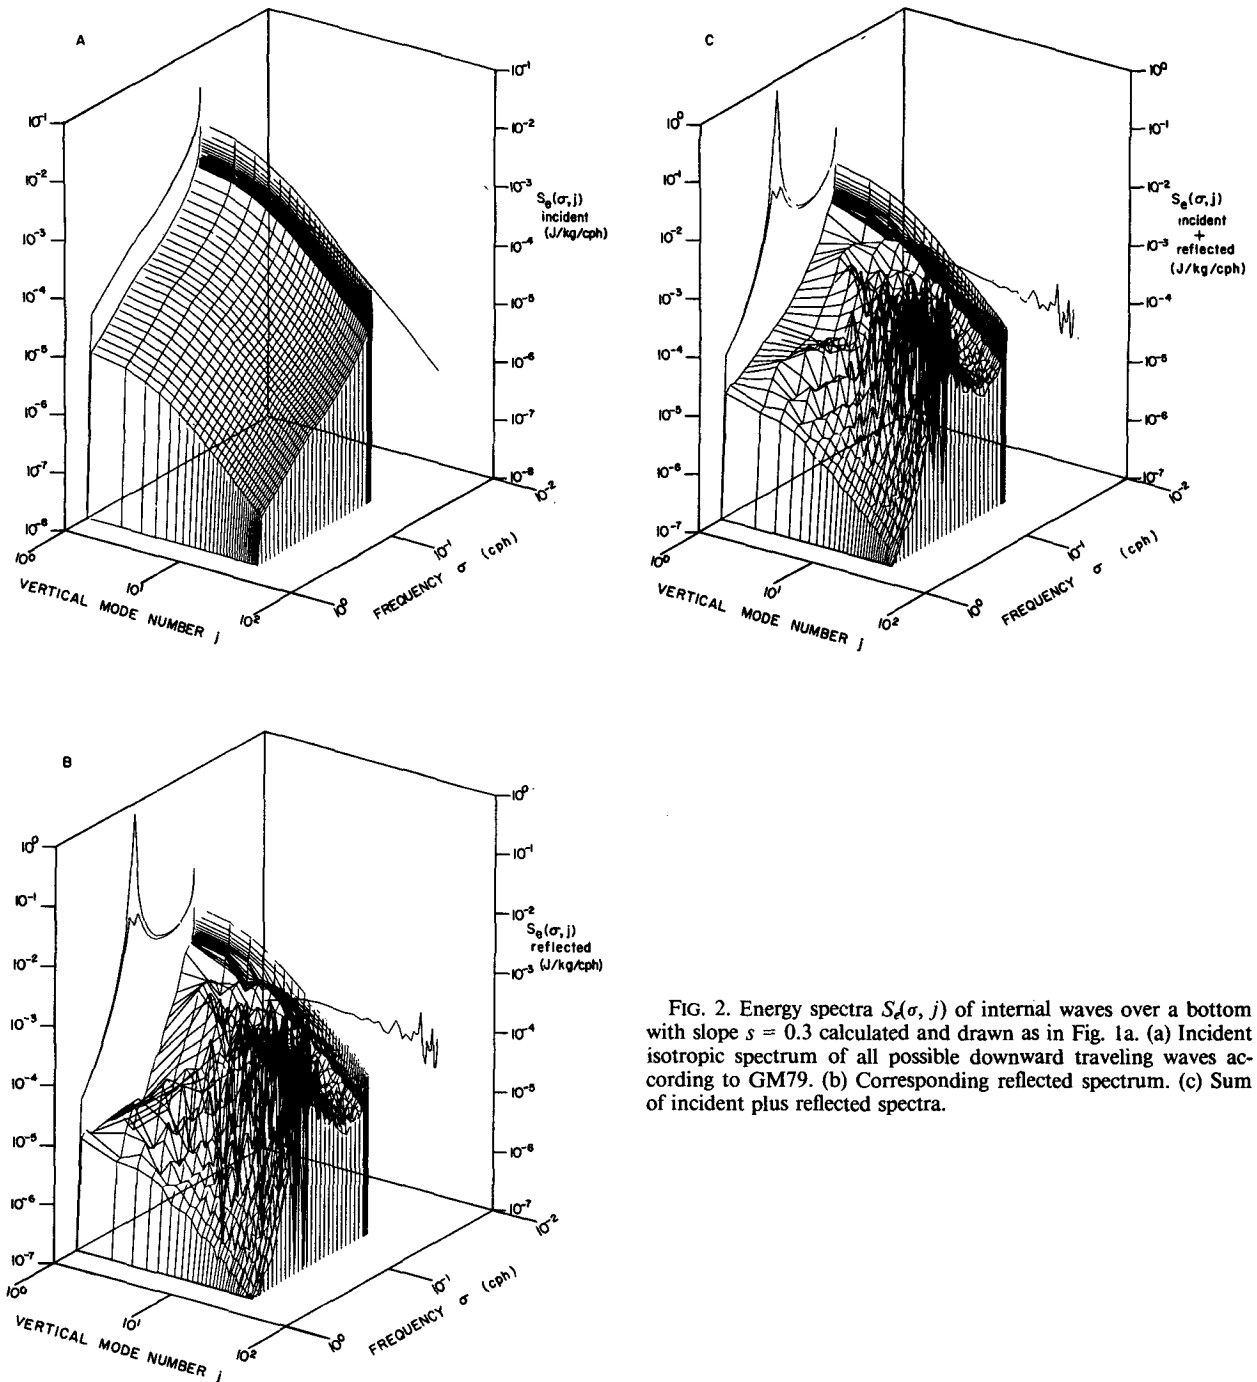 A
10⁻¹
10⁻²
10⁻³
10⁻⁴
10⁻⁵
10⁻⁶
10⁻⁷
10⁻⁸
10⁻¹
10⁻²
10⁻³
10⁻⁴
10⁻⁵
10⁻⁶
10⁻⁷
10⁻⁸
Sₑ(σ, j)
incident
(J/kg/cph)
10⁰
10¹
10²
VERTICAL MODE NUMBER j
10⁰
10⁻¹
10⁻²
FREQUENCY σ (cph)
C
10⁰
10⁻¹
10⁻²
10⁻³
10⁻⁴
10⁻⁵
10⁻⁶
10⁻⁷
10⁰
10⁻¹
10⁻²
10⁻³
10⁻⁴
10⁻⁵
10⁻⁶
10⁻⁷
Sₑ(σ, j)
incident
+
reflected
(J/kg/cph)
10⁰
10¹
10²
VERTICAL MODE NUMBER j
10⁰
10⁻¹
10⁻²
FREQUENCY σ (cph)
B
10⁰
10⁻¹
10⁻²
10⁻³
10⁻⁴
10⁻⁵
10⁻⁶
10⁻⁷
10⁰
10⁻¹
10⁻²
10⁻³
10⁻⁴
10⁻⁵
10⁻⁶
10⁻⁷
Sₑ(σ, j)
reflected
(J/kg/cph)
10⁰
10¹
10²
VERTICAL MODE NUMBER j
10⁰
10⁻¹
10⁻²
FREQUENCY σ (cph)
FIG. 2. Energy spectra Sₑ(σ, j) of internal waves over a bottom
with slope s = 0.3 calculated and drawn as in Fig. 1a. (a) Incident
isotropic spectrum of all possible downward traveling waves ac-
cording to GM79. (b) Corresponding reflected spectrum. (c) Sum
of incident plus reflected spectra.